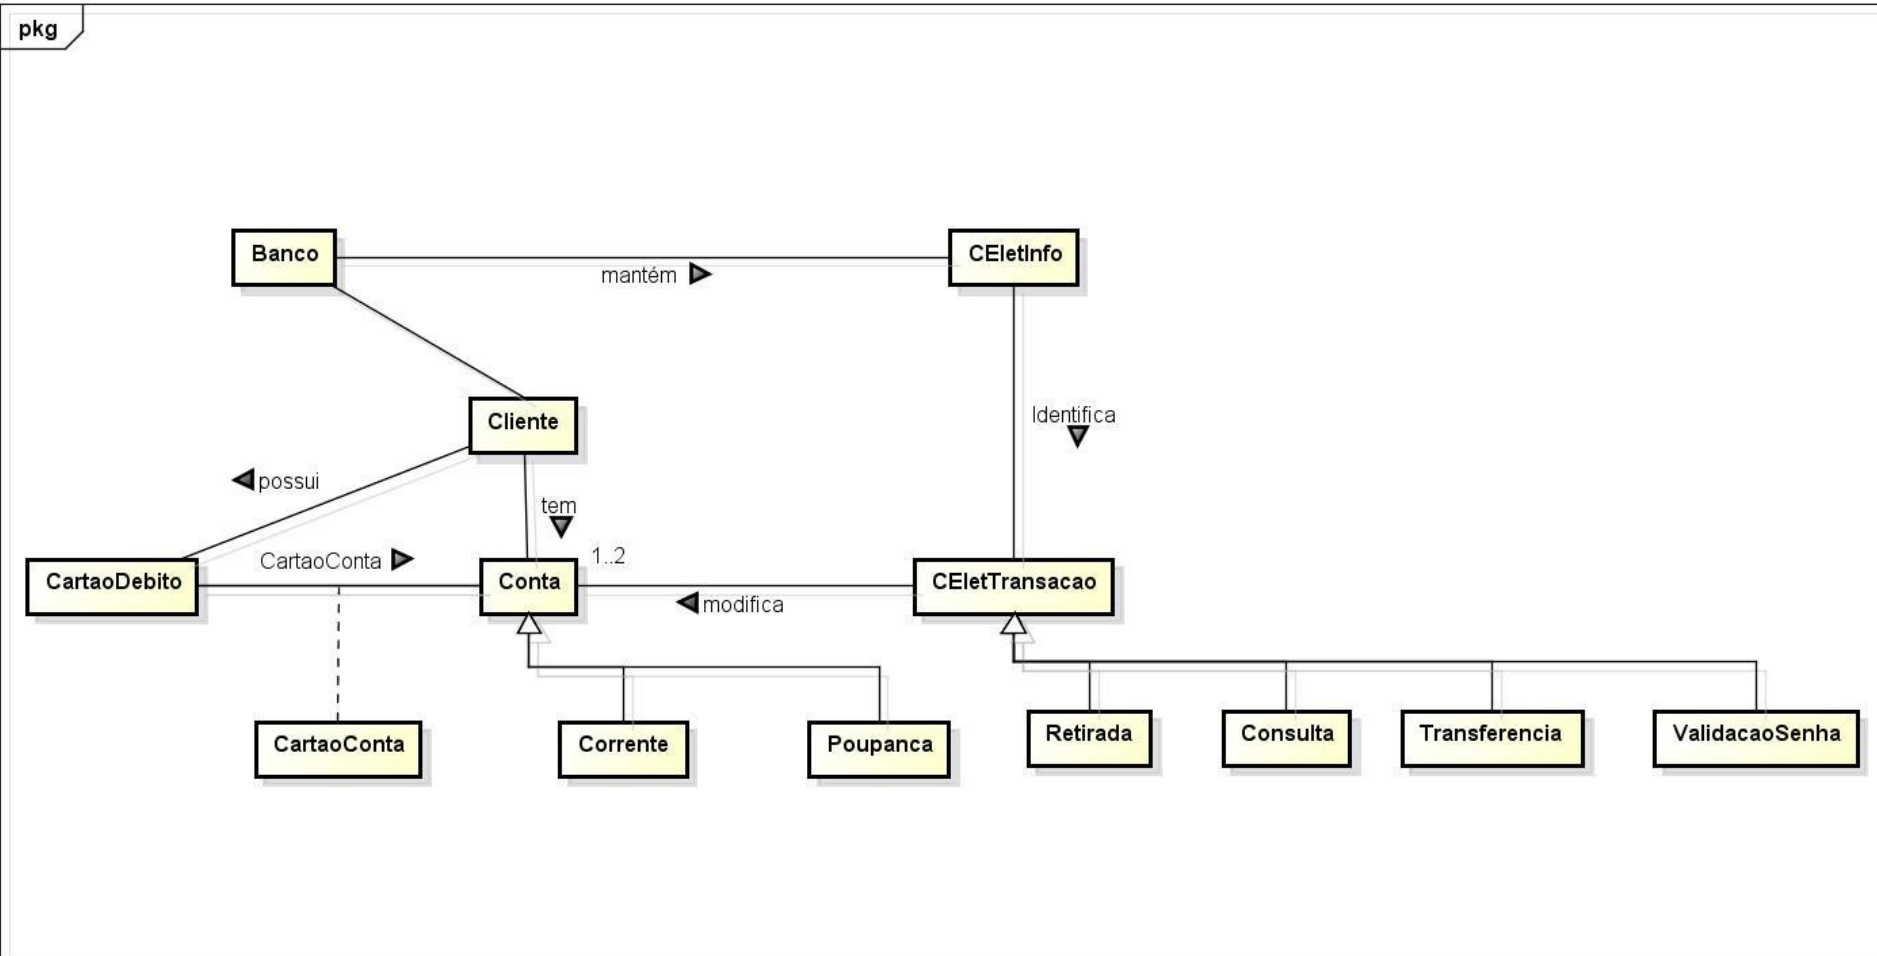 pkg
Banco
CEletInfo
mantém
Cliente
Identifica
possui
tem
CartaoConta
1..2
CartaoDebito
Conta
CEletTransacao
modifica
CartaoConta
Corrente
Poupanca
Retirada
Consulta
Transferencia
ValidacaoSenha